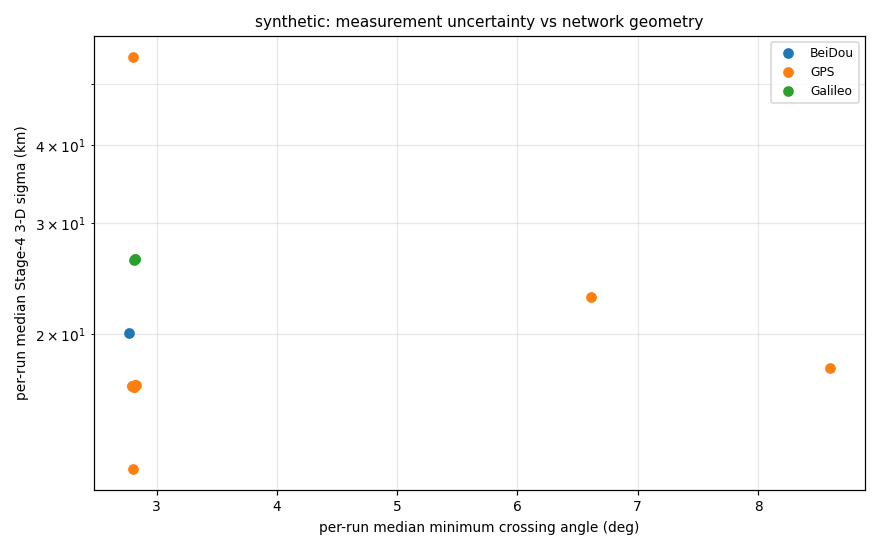 synthetic: measurement uncertainty vs network geometry
BeiDou
GPS
Galileo
per-run median Stage-4 3-D sigma (km)
4 × 10¹
3 × 10¹
2 × 10¹
3 4 5 6 7 8
per-run median minimum crossing angle (deg)